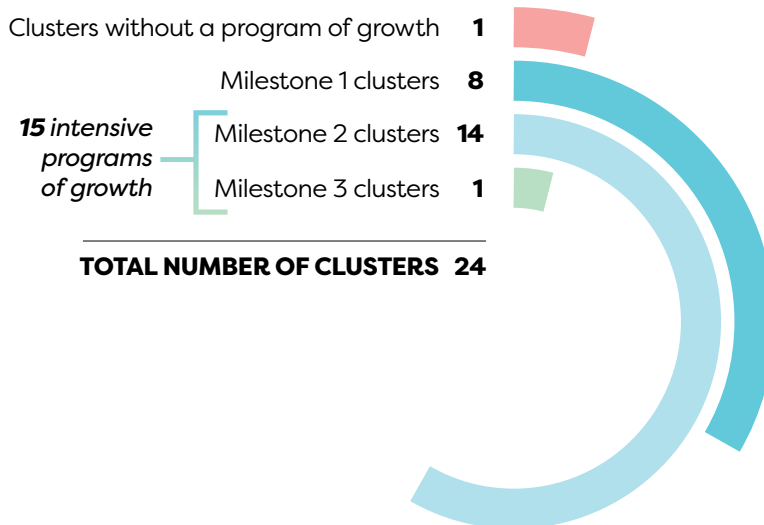 Clusters without a program of growth 1
Milestone 1 clusters 8
15 intensive
programs
of growth
Milestone 2 clusters 14
Milestone 3 clusters 1
TOTAL NUMBER OF CLUSTERS 24